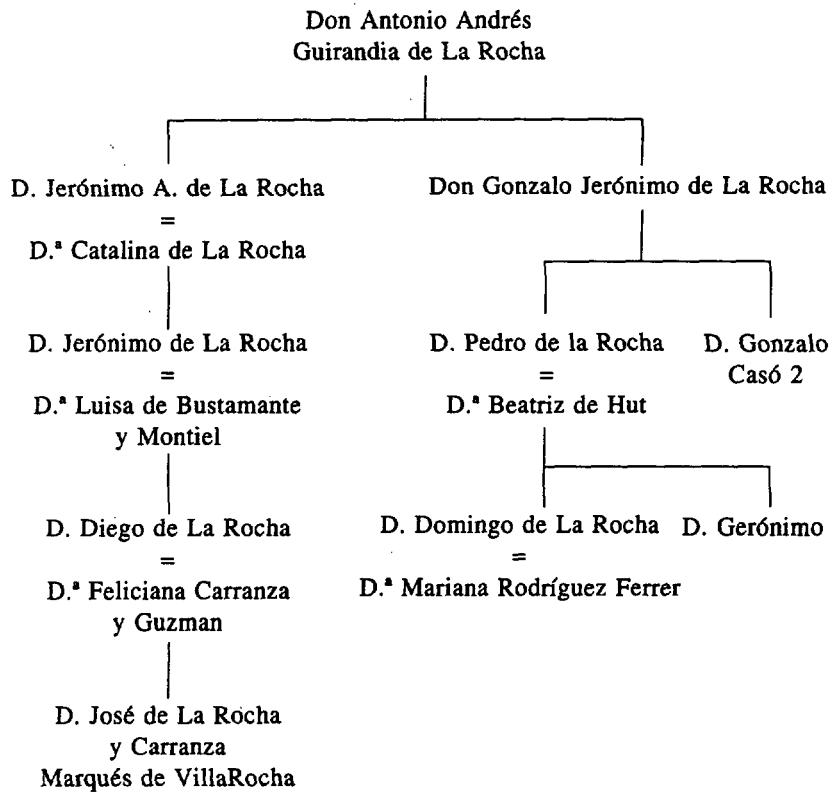 Don Antonio Andrés
Guirandia de La Rocha
D. Jerónimo A. de La Rocha
=
D.ª Catalina de La Rocha
Don Gonzalo Jerónimo de La Rocha
D. Jerónimo de La Rocha
=
D.ª Luisa de Bustamante
y Montiel
D. Pedro de la Rocha
=
D.ª Beatriz de Hut
D. Gonzalo
Casó 2
D. Diego de La Rocha
=
D.ª Feliciana Carranza
y Guzman
D. Domingo de La Rocha
=
D.ª Mariana Rodríguez Ferrer
D. Gerónimo
D. José de La Rocha
y Carranza
Marqués de VillaRocha